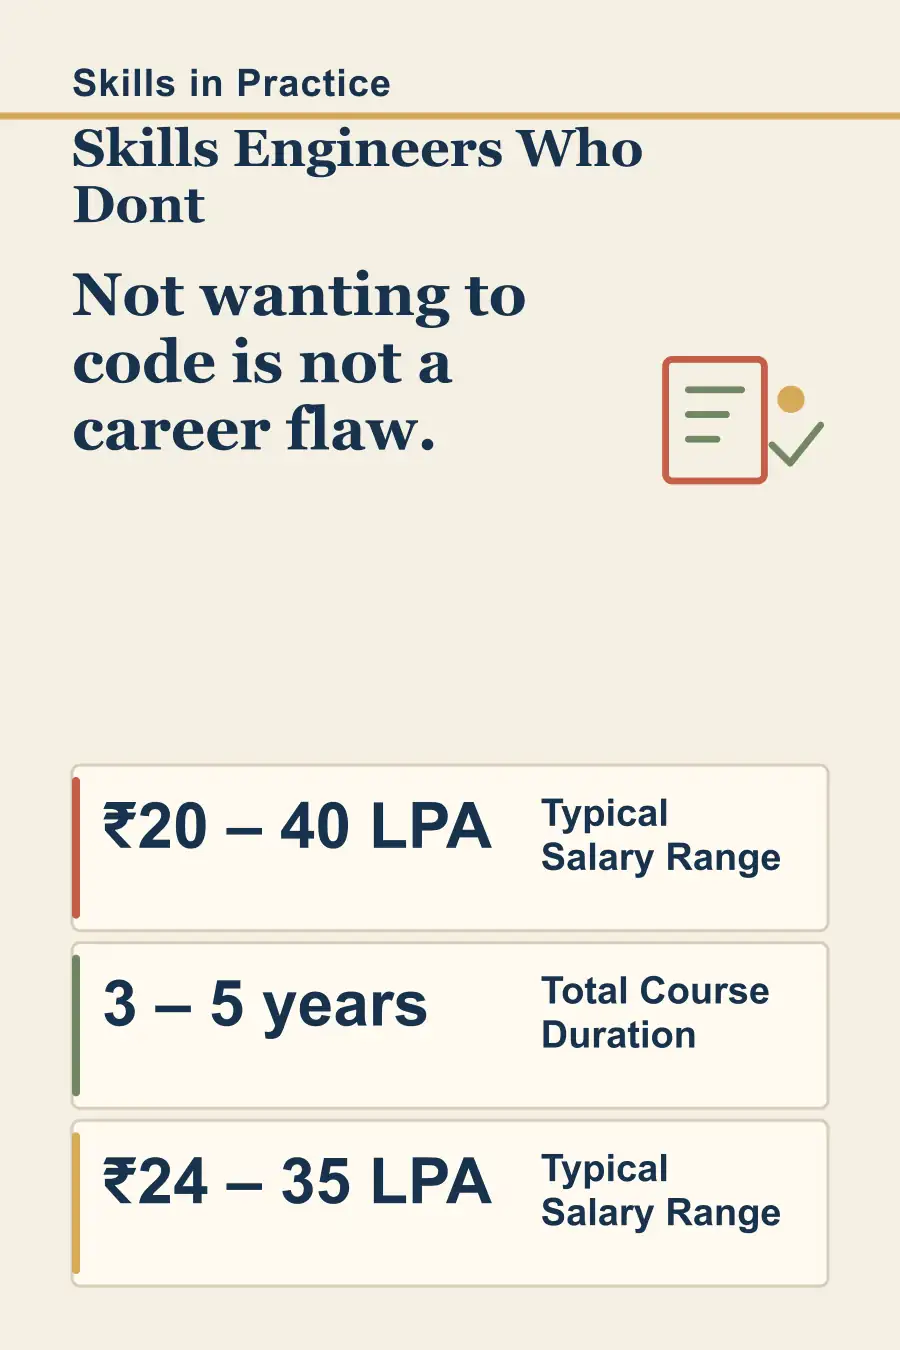 Skills in Practice
Skills Engineers Who
Dont
Not wanting to
code is not a
career flaw.
₹20 – 40 LPA
Typical
Salary Range
3 – 5 years
Total Course
Duration
₹24 – 35 LPA
Typical
Salary Range